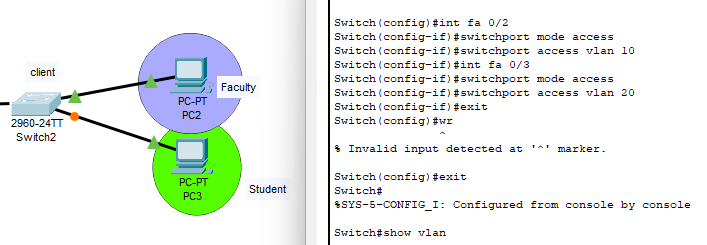 client
2960-24TT
Switch2
PC-PT
PC2
Faculty
PC-PT
PC3
Student
Switch(config)#int fa 0/2
Switch(config-if)#switchport mode access
Switch(config-if)#switchport access vlan 10
Switch(config-if)#int fa 0/3
Switch(config-if)#switchport mode access
Switch(config-if)#switchport access vlan 20
Switch(config-if)#exit
Switch(config)#wr
^
% Invalid input detected at '^' marker.
Switch(config)#exit
Switch#
%SYS-5-CONFIG_I: Configured from console by console
Switch#show vlan